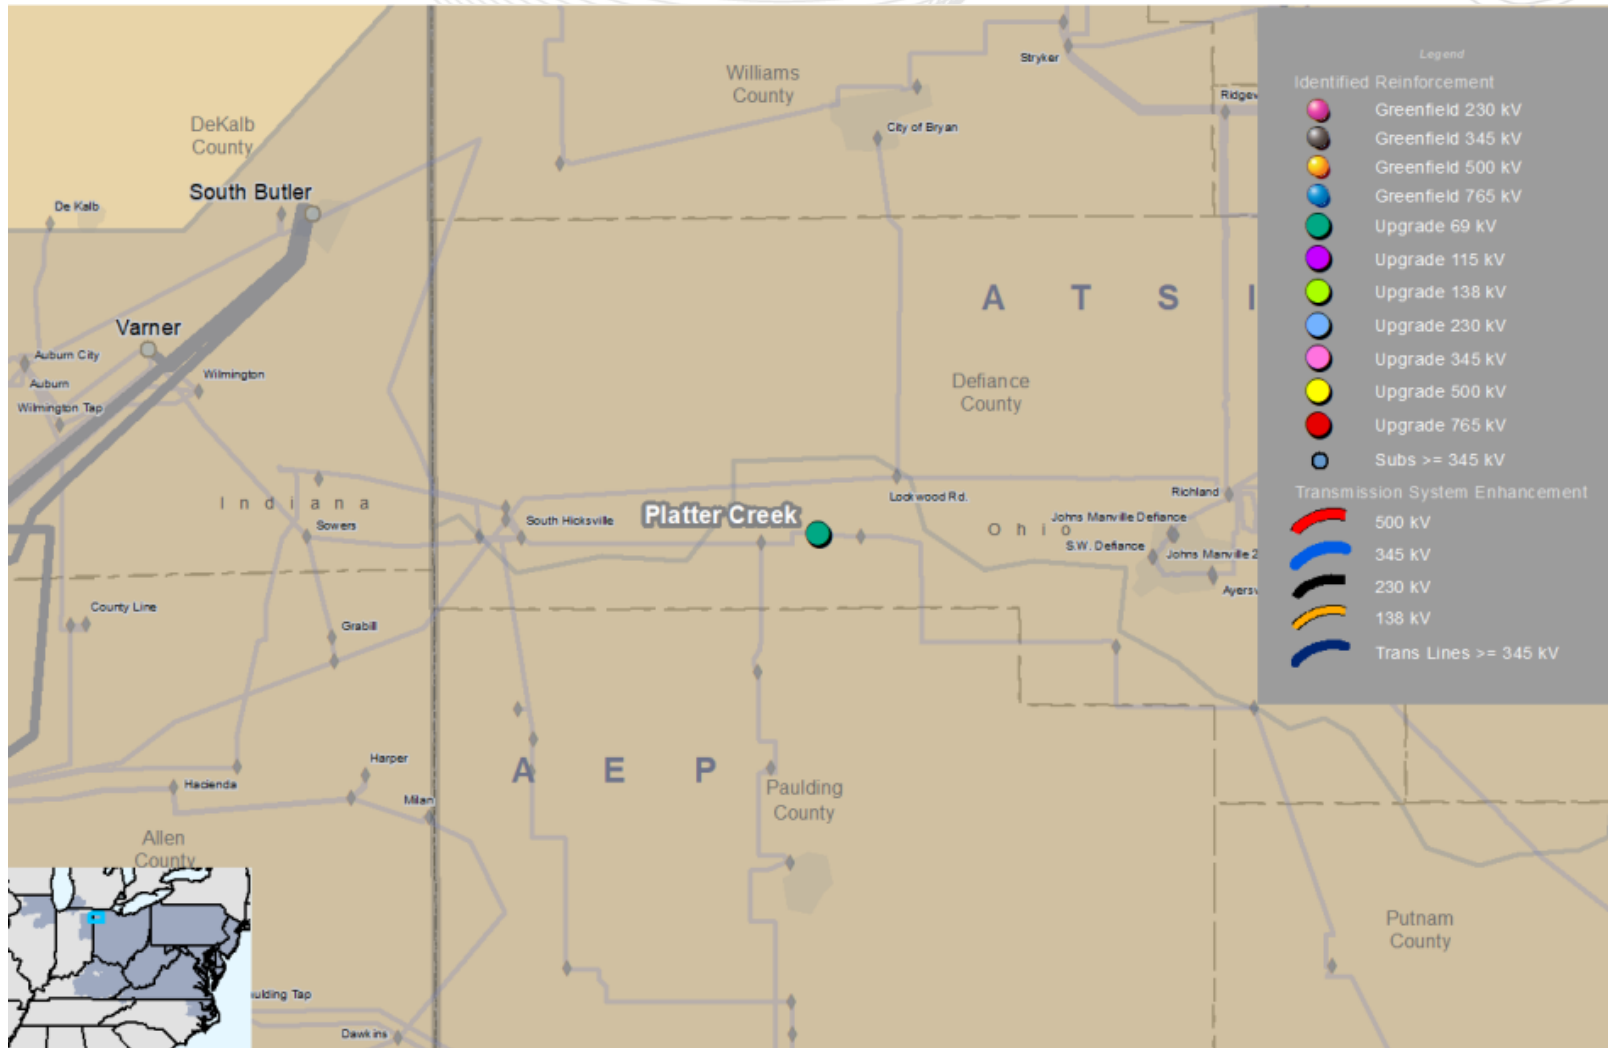 Williams
County
Stryker
Ridgev
City of Bryan
DeKalb
County
South Butler
De Kalb
A T S I
Varner
Auburn City
Auburn
Wilmington
Wilmington Tap
Defiance
County
Indiana
Sowers
South Hicksville
Platter Creek
Lockwood Rd.
Richland
Ohio
Johns Manville Defiance
S.W. Defiance
Johns Manville 2
Ayersv
County Line
Grabill
A E P
Harper
Hacienda
Milan
Paulding
County
Allen
County
Putnam
County
aulding Tap
Dawkins
Legend
Identified Reinforcement
Greenfield 230 kV
Greenfield 345 kV
Greenfield 500 kV
Greenfield 765 kV
Upgrade 69 kV
Upgrade 115 kV
Upgrade 138 kV
Upgrade 230 kV
Upgrade 345 kV
Upgrade 500 kV
Upgrade 765 kV
Subs >= 345 kV
Transmission System Enhancement
500 kV
345 kV
230 kV
138 kV
Trans Lines >= 345 kV